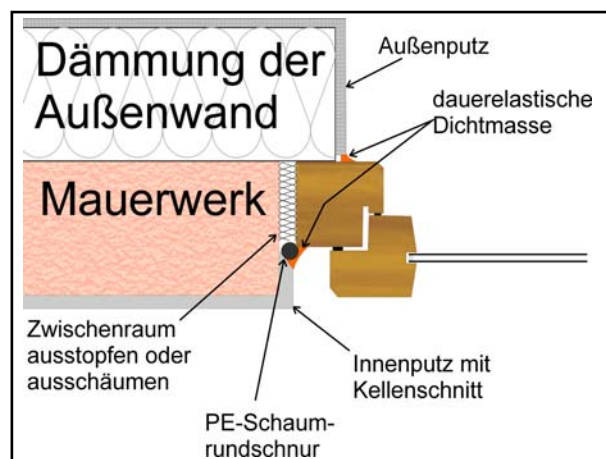 Dämmung der
Außenwand
Außenputz
dauerelastische
Dichtmasse
Mauerwerk
Zwischenraum
ausstopfen oder
ausschäumen
Innenputz mit
Kellenschnitt
PE-Schaum-
rundschnur